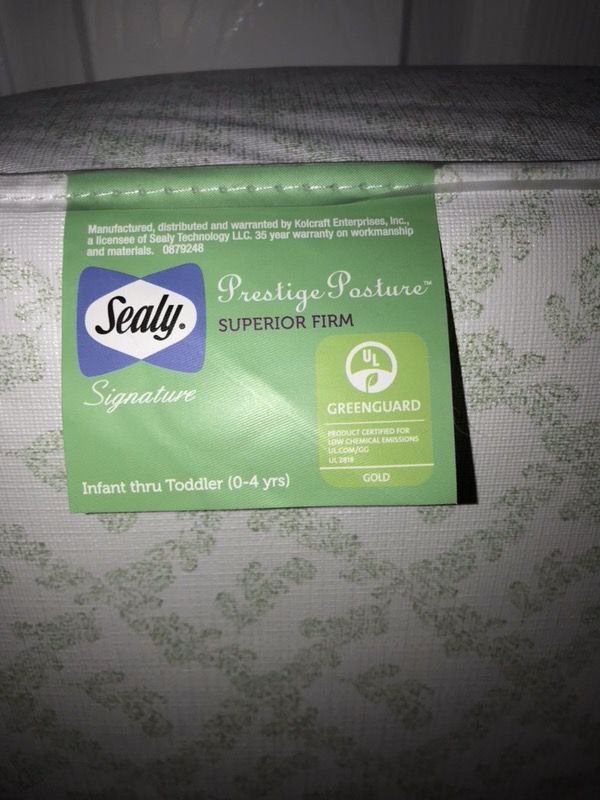 Manufactured, distributed and warranted by Kolcraft Enterprises, Inc.,
a licensee of Sealy Technology LLC. 35 year warranty on workmanship
and materials. 0879248
Sealy.
Signature
Prestige Posture™
SUPERIOR FIRM
UL
GREENGUARD
PRODUCT CERTIFIED FOR
LOW CHEMICAL EMISSIONS
UL.COM/GG
UL 2818
GOLD
Infant thru Toddler (0-4 yrs)